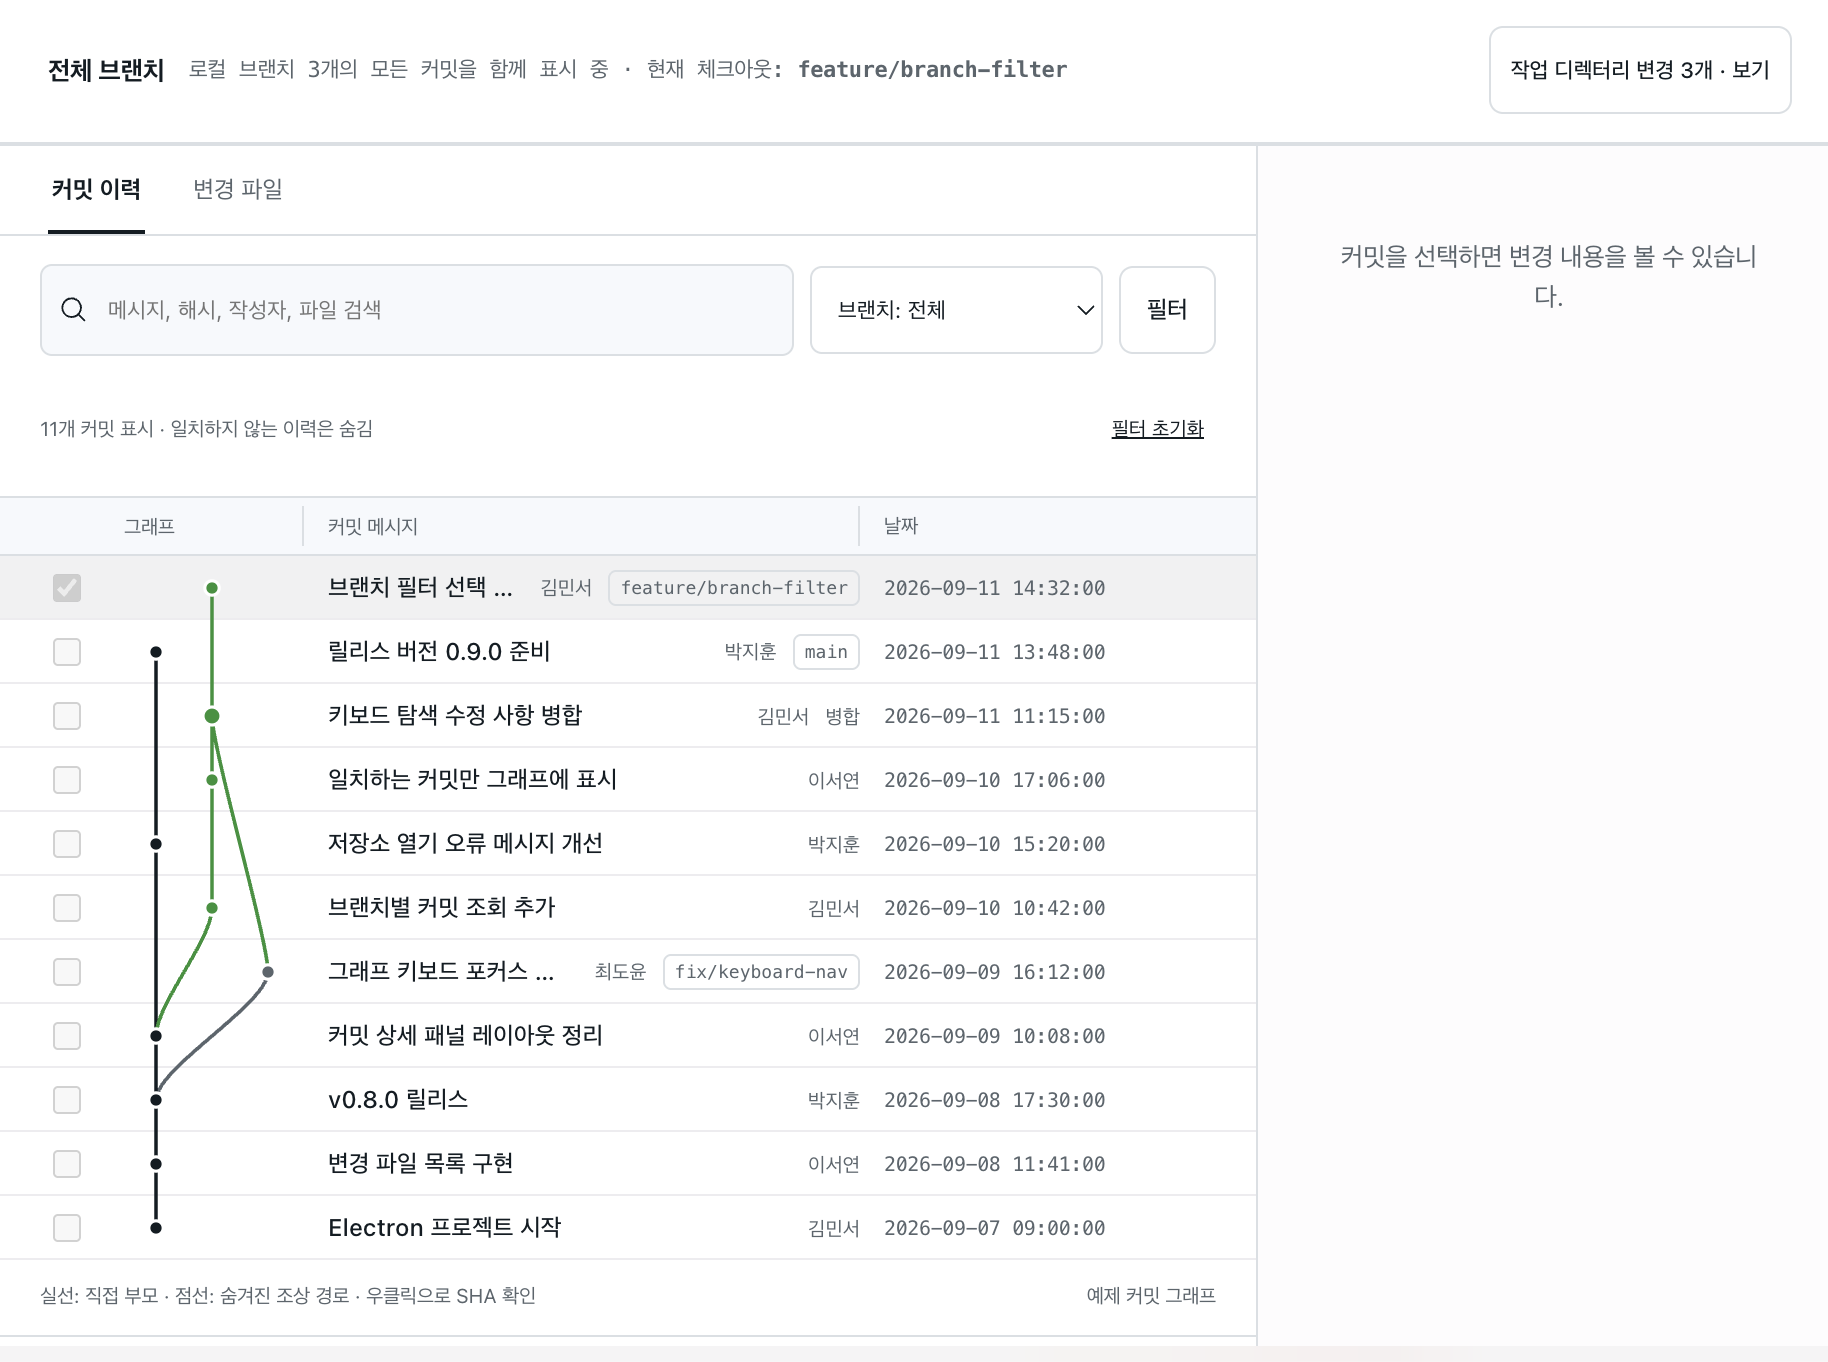 전체 브랜치 로컬 브랜치 3개의 모든 커밋을 함께 표시 중 · 현재 체크아웃: feature/branch-filter
작업 디렉터리 변경 3개 · 보기
커밋 이력 변경 파일
메시지, 해시, 작성자, 파일 검색
브랜치: 전체
필터
11개 커밋 표시 · 일치하지 않는 이력은 숨김
필터 초기화
그래프 커밋 메시지 날짜
브랜치 필터 선택 ... 김민서 feature/branch-filter 2026-09-11 14:32:00
릴리스 버전 0.9.0 준비 박지훈 main 2026-09-11 13:48:00
키보드 탐색 수정 사항 병합 김민서 병합 2026-09-11 11:15:00
일치하는 커밋만 그래프에 표시 이서연 2026-09-10 17:06:00
저장소 열기 오류 메시지 개선 박지훈 2026-09-10 15:20:00
브랜치별 커밋 조회 추가 김민서 2026-09-10 10:42:00
그래프 키보드 포커스 ... 최도윤 fix/keyboard-nav 2026-09-09 16:12:00
커밋 상세 패널 레이아웃 정리 이서연 2026-09-09 10:08:00
v0.8.0 릴리스 박지훈 2026-09-08 17:30:00
변경 파일 목록 구현 이서연 2026-09-08 11:41:00
Electron 프로젝트 시작 김민서 2026-09-07 09:00:00
실선: 직접 부모 · 점선: 숨겨진 조상 경로 · 우클릭으로 SHA 확인
예제 커밋 그래프
커밋을 선택하면 변경 내용을 볼 수 있습니
다.